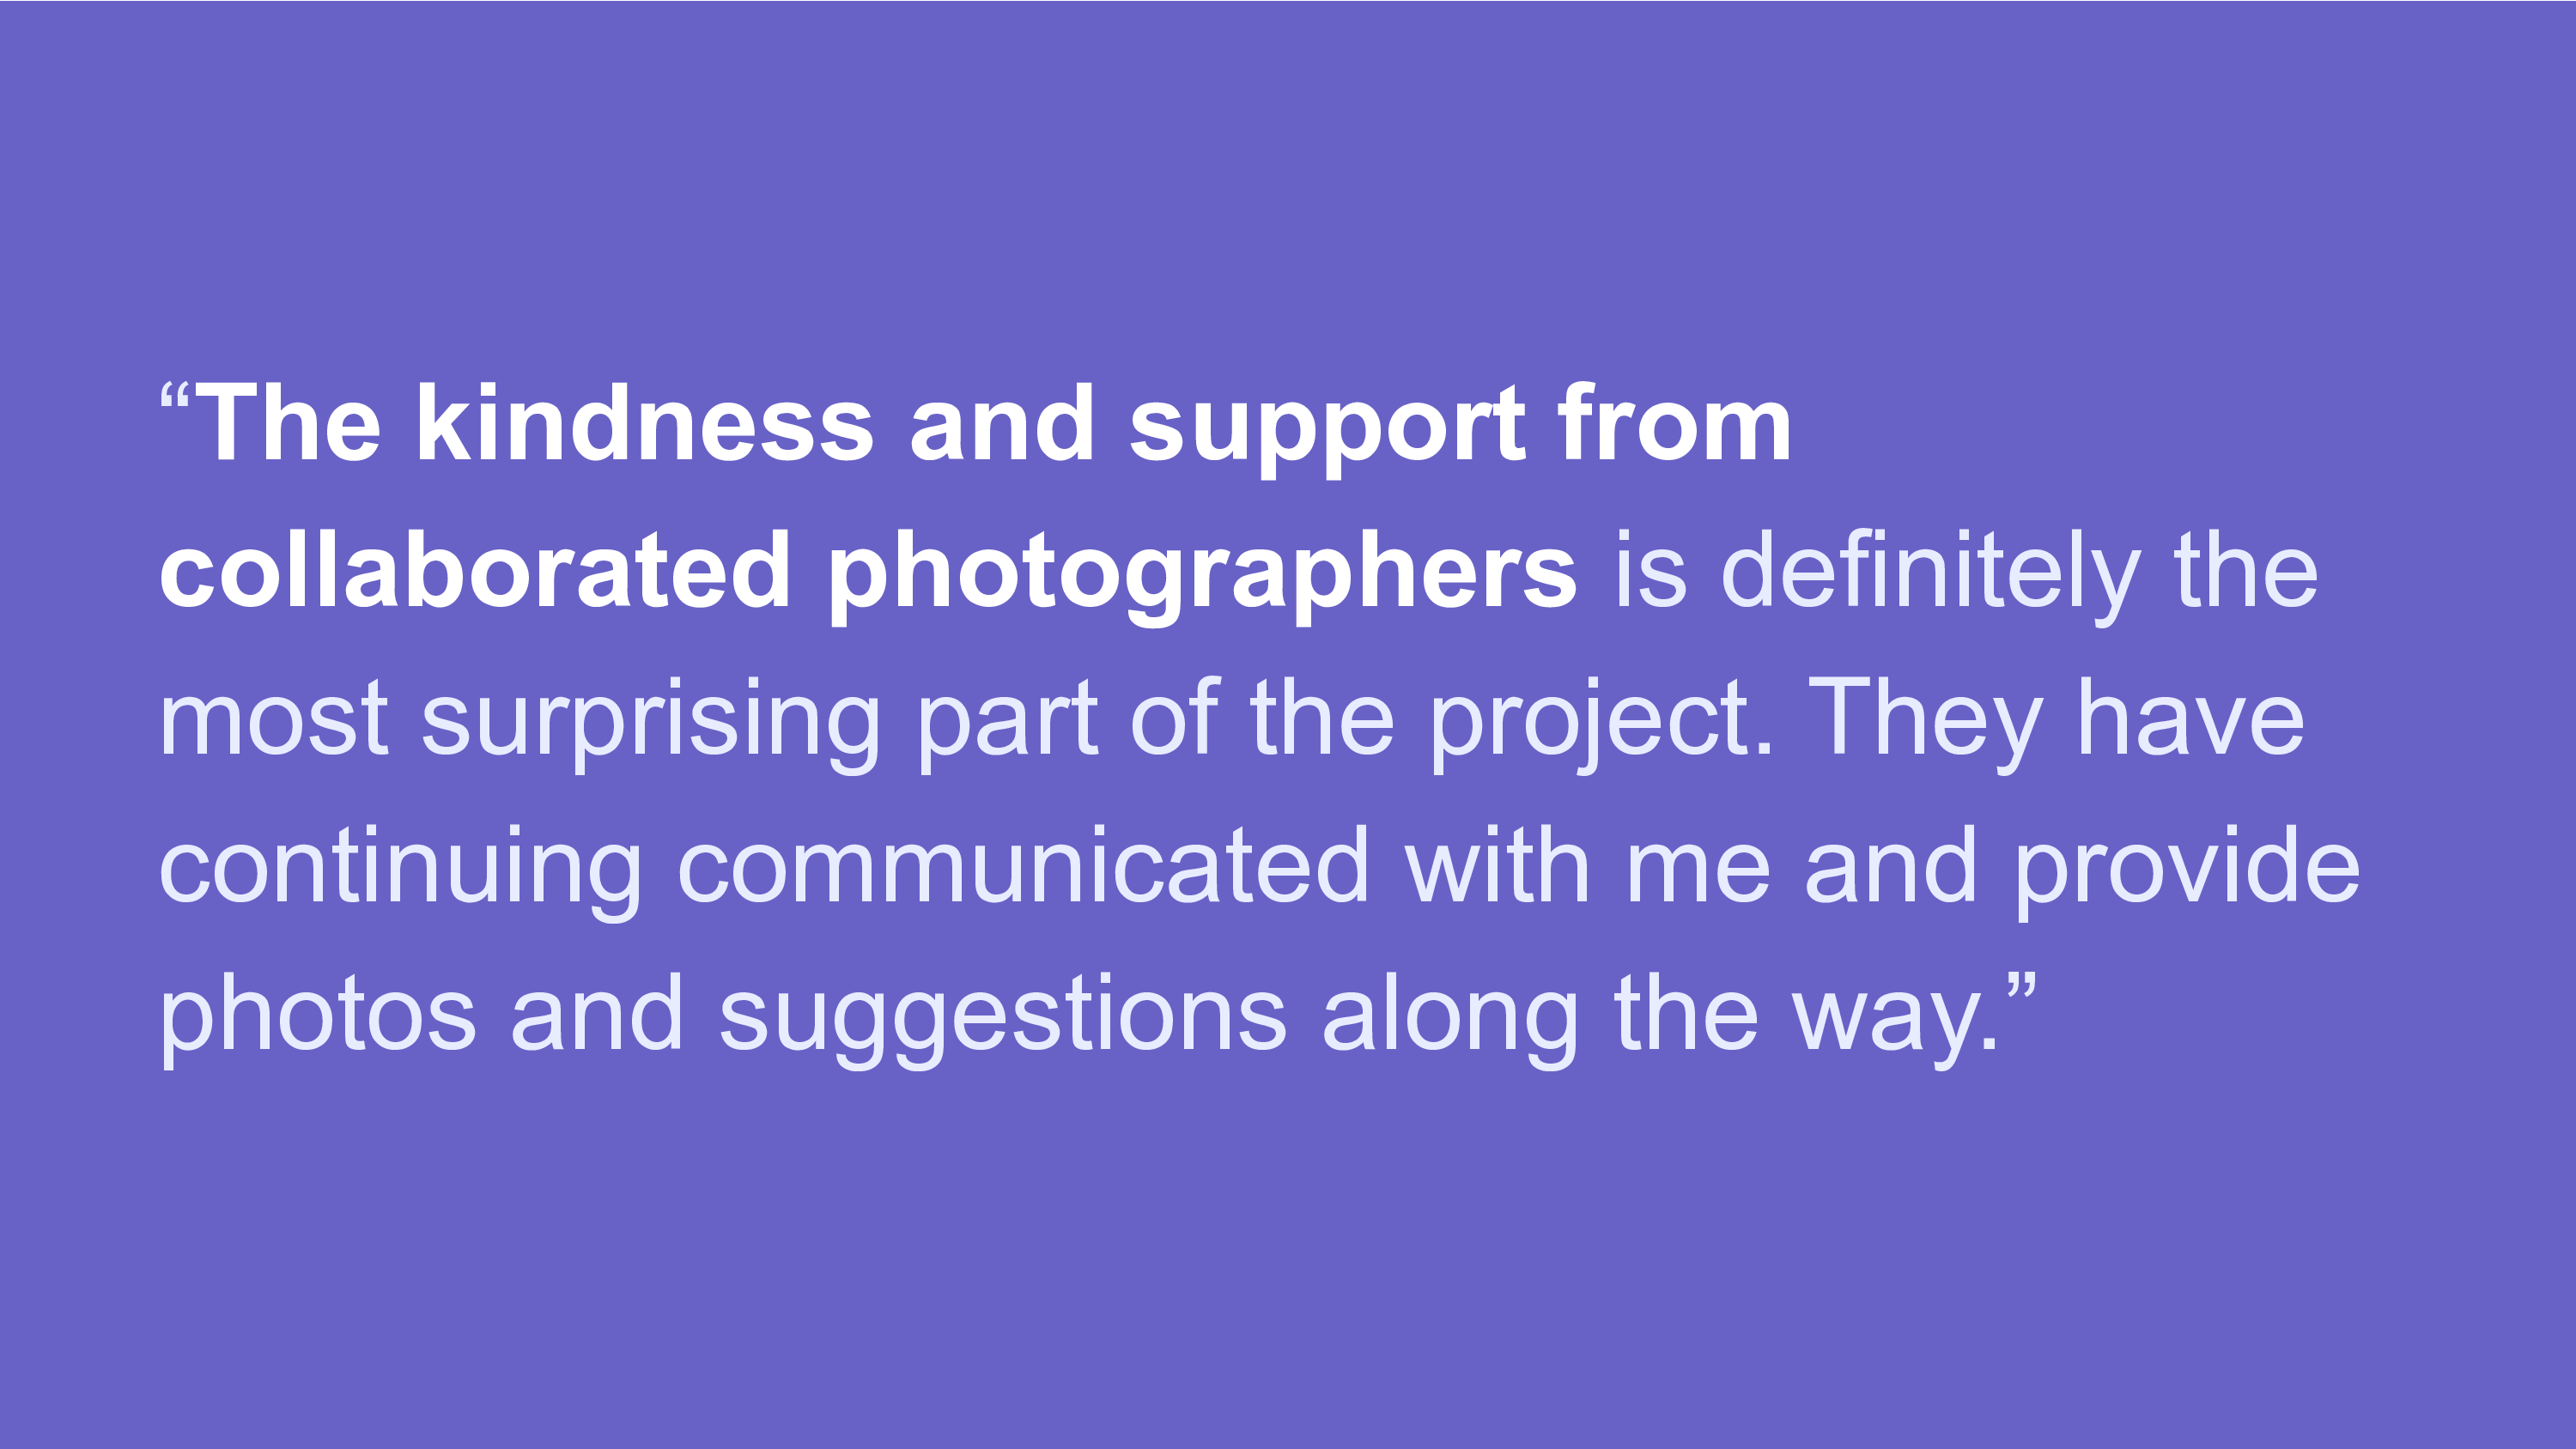 “The kindness and support from
collaborated photographers is definitely the
most surprising part of the project. They have
continuing communicated with me and provide
photos and suggestions along the way.”